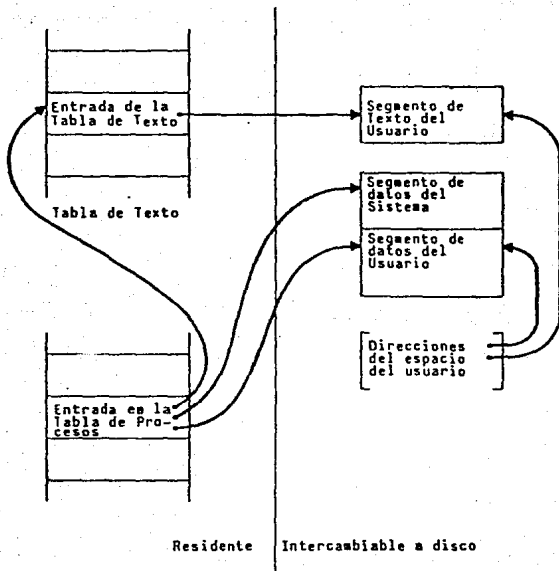 Entrada de la
Tabla de Texto
Segmento de
Texto del
Usuario
Tabla de Texto
Segmento de
datos del
Sistema
Segmento de
datos del
Usuario
Direcciones
del espacio
del usuario
Entrada en la
Tabla de Pro-
cesos
Residente
Intercambiable a disco